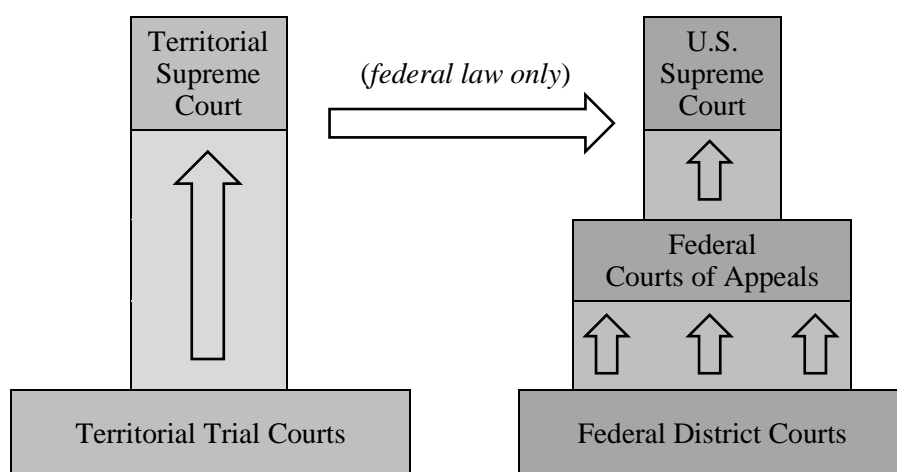 Territorial
Supreme
Court
(federal law only)
U.S.
Supreme
Court
Federal
Courts of Appeals
Territorial Trial Courts
Federal District Courts